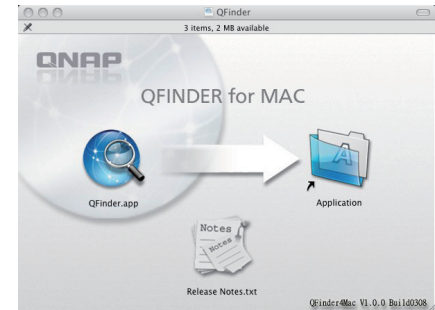 QFinder
3 items, 2 MB available
QNAP
QFINDER for MAC
A
QFinder.app
Application
Notes
Notes
Release Notes.txt
QFinder4Mac V1.0.0 Build0308